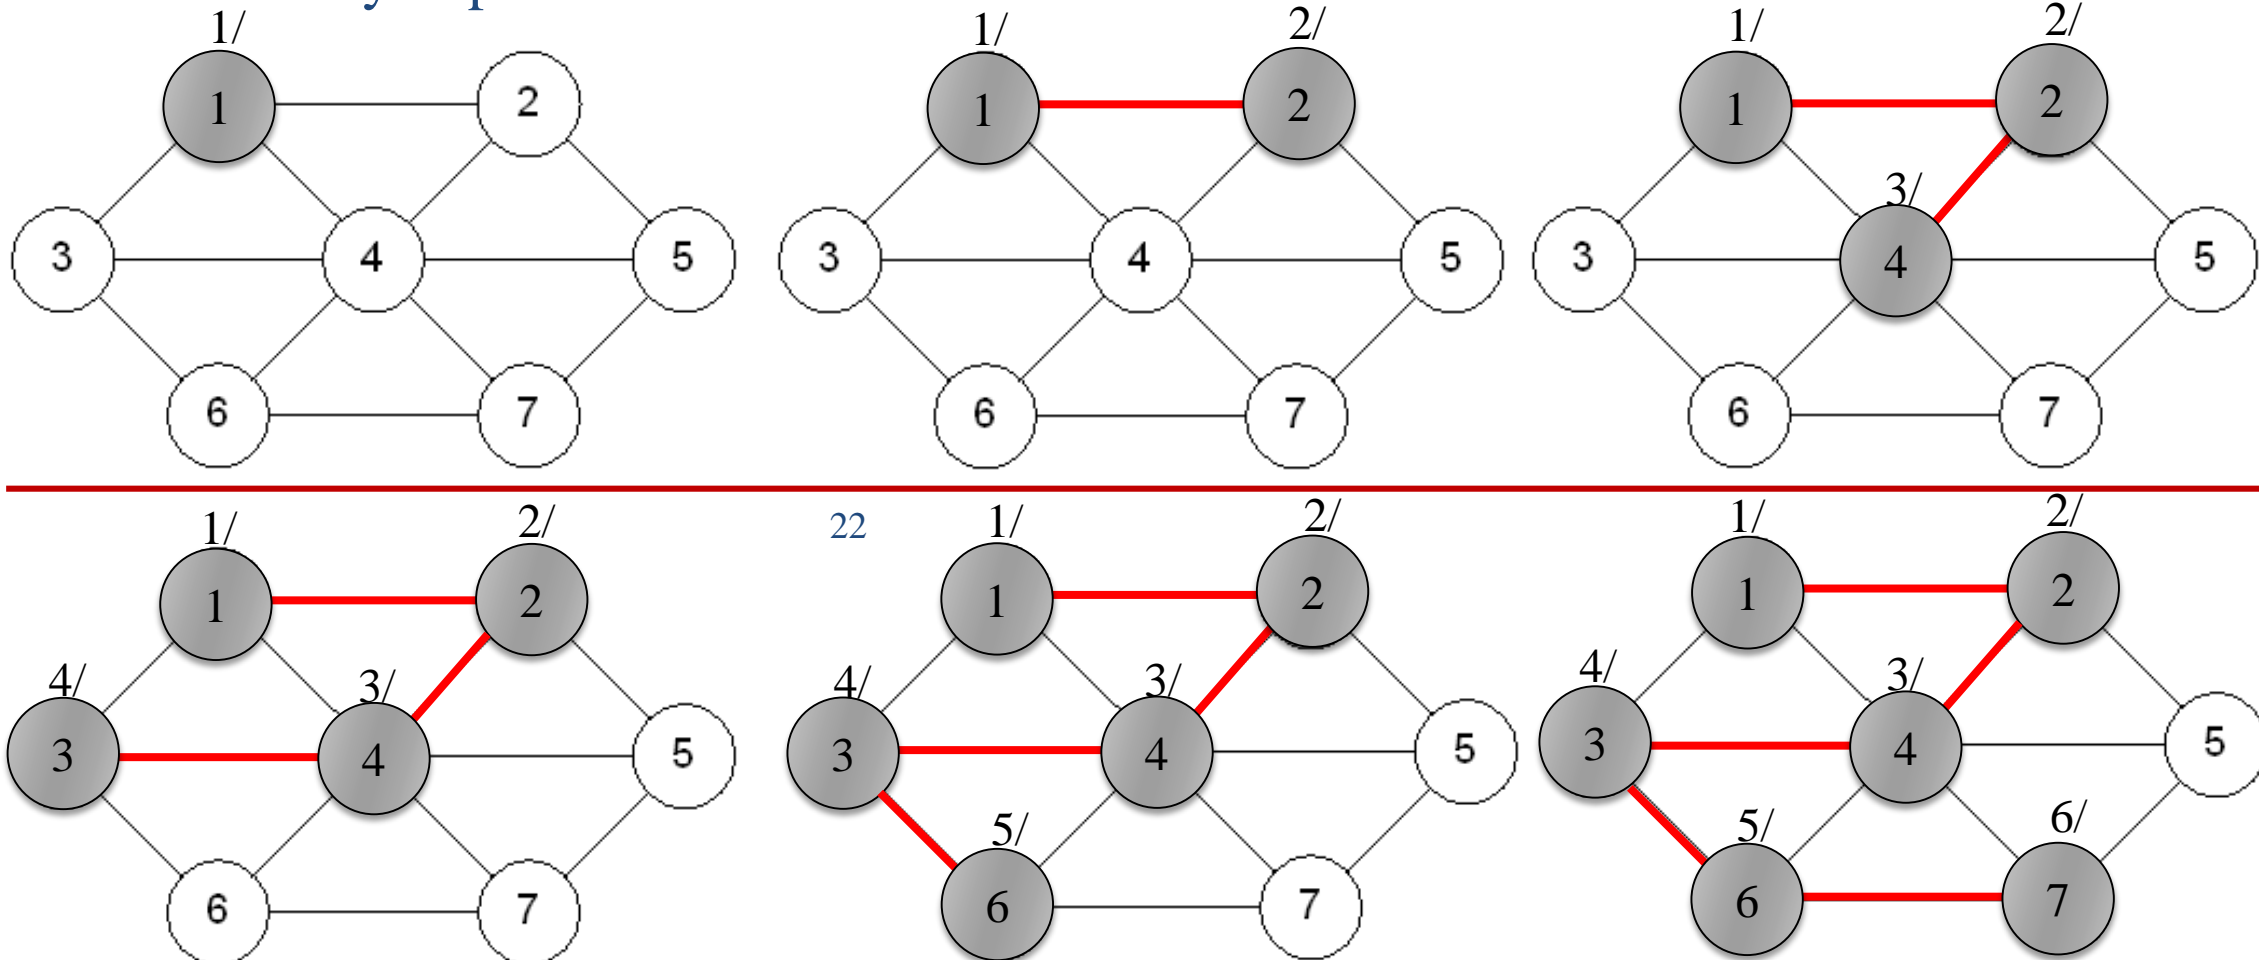 1/ 1/ 2/ 1/ 2/
1 2 1 2 1 2
3/
3 4 5 3 4 5 3 4 5
6 7 6 7 6 7
1/ 2/ 22 1/ 2/ 1/ 2/
1 2 1 2 1 2
4/ 3/ 4/ 3/ 4/ 3/
3 4 5 3 4 5 3 4 5
5/ 5/ 6/
6 7 6 7 6 7